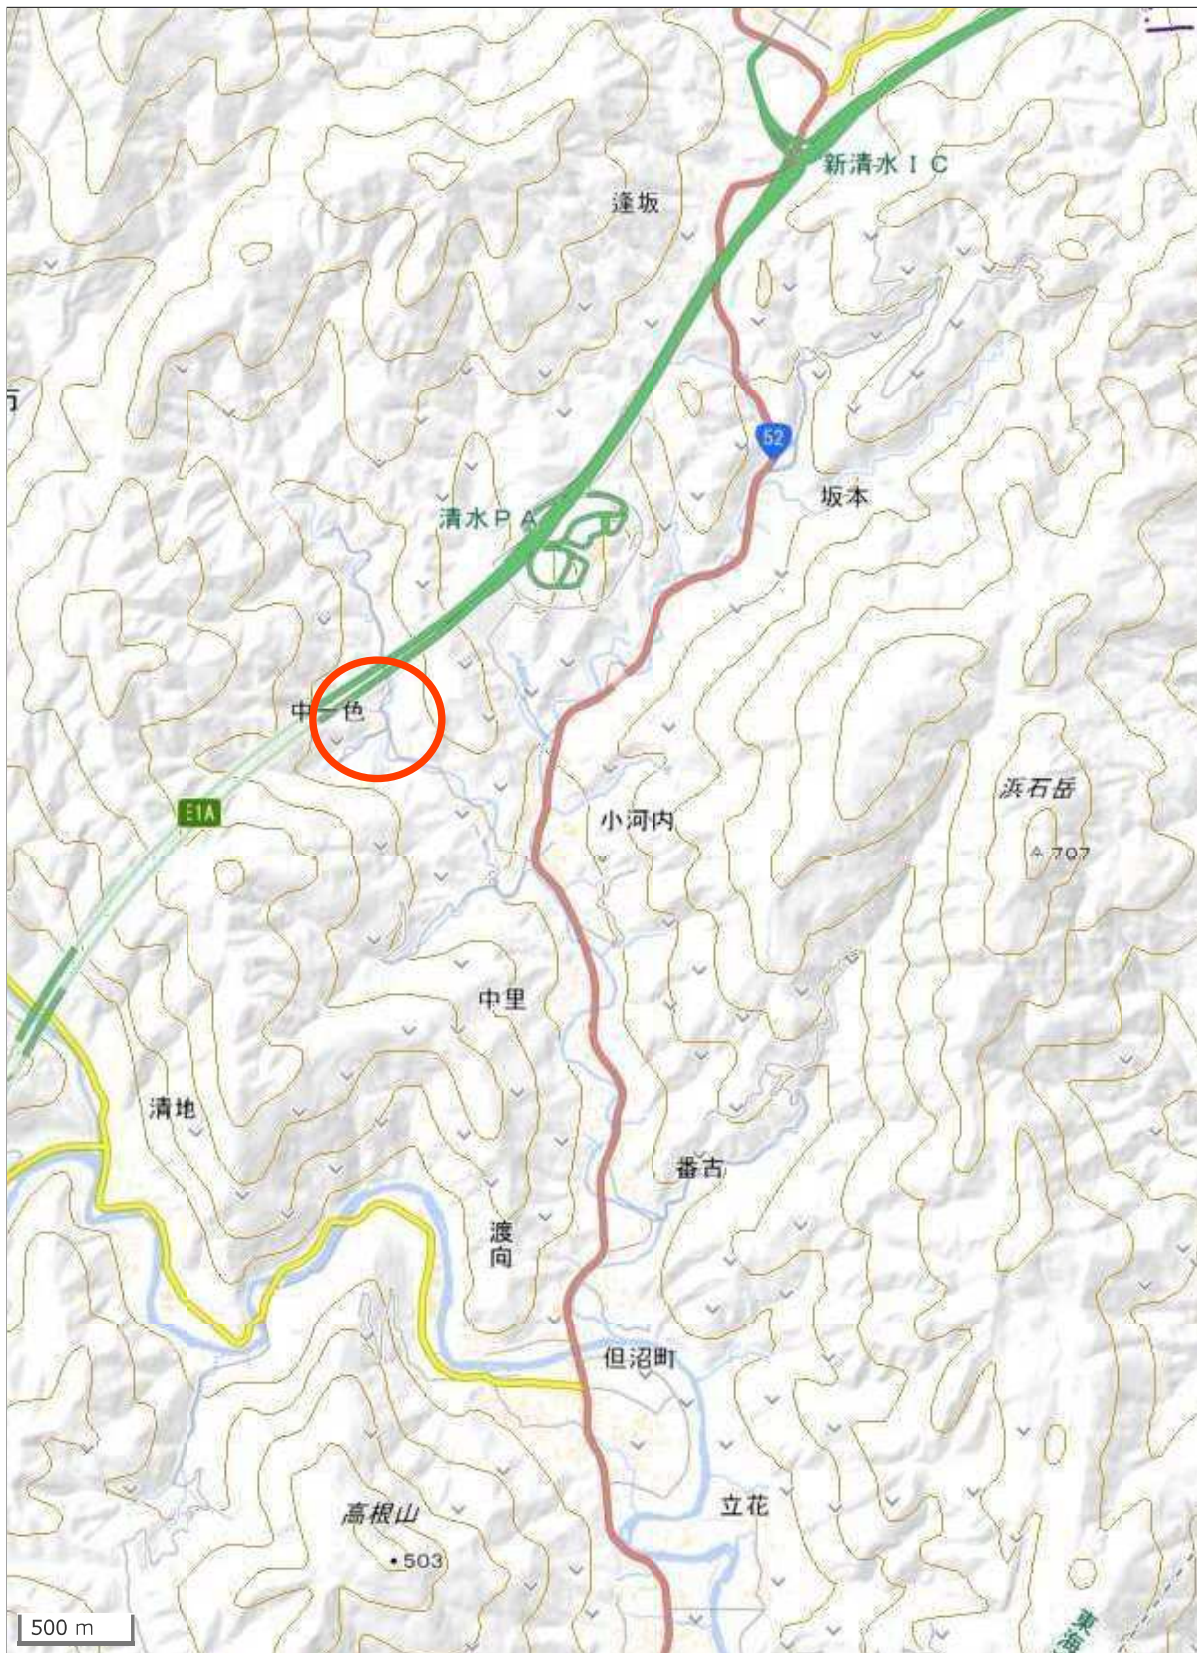 新清水ＩＣ
逢坂
52
坂本
清水ＰＡ
中一色
浜石岳
小河内
E1A
707
中里
清地
番古
渡向
但沼町
立花
高根山
503
500 m
東海